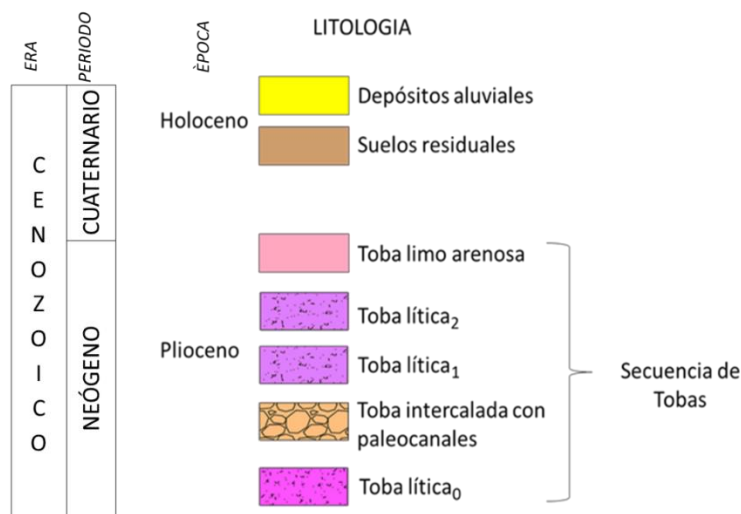 LITOLOGIA
ERA
PERIODO
ÈPOCA
CENOZOICO
CUATERNARIO
NEÓGENO
Holoceno
Depósitos aluviales
Suelos residuales
Plioceno
Toba limo arenosa
Toba lítica2
Toba lítica1
Toba intercalada con
paleocanales
Toba lítica0
Secuencia de
Tobas